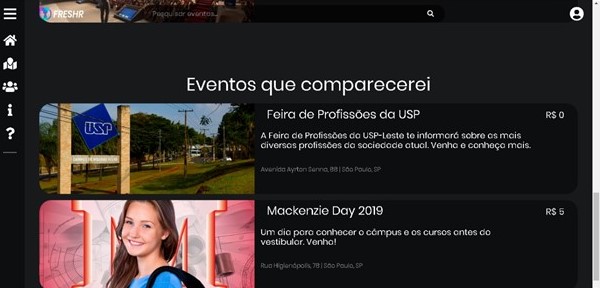 FRESHR
Pesquisar eventos...
Eventos que comparecerei
Feira de Profissões da USP
R$ 0
USP
A Feira de Profissões da USP-Leste te informará sobre as mais
diversas profissões da sociedade atual. Venha e conheça mais.
Avenida Ayrton Senna, 88 | São Paulo, SP
Mackenzie Day 2019
R$ 5
Um dia para conhecer o câmpus e os cursos antes do
vestibular. Venha!
Rua Higienópolis, 78 | São Paulo, SP